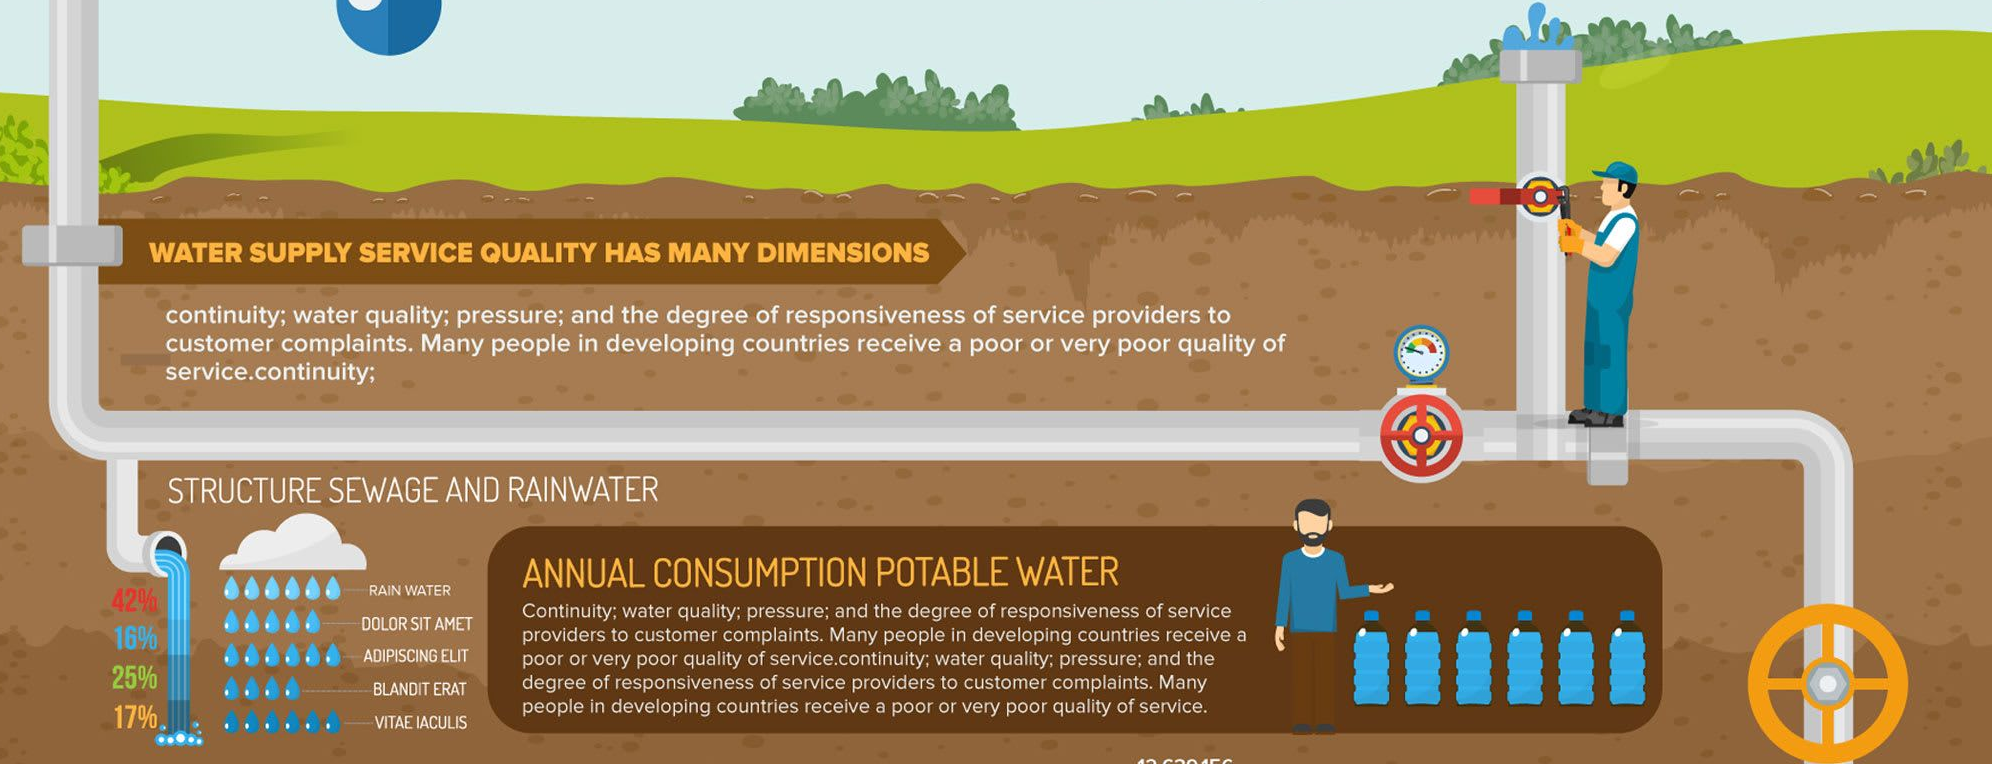 WATER SUPPLY SERVICE QUALITY HAS MANY DIMENSIONS
continuity; water quality; pressure; and the degree of responsiveness of service providers to
customer complaints. Many people in developing countries receive a poor or very poor quality of
service.continuity;
STRUCTURE SEWAGE AND RAINWATER
42%
16%
25%
17%
RAIN WATER
DOLOR SIT AMET
ADIPISCING ELIT
BLANDIT ERAT
VITAE IACULIS
ANNUAL CONSUMPTION POTABLE WATER
Continuity; water quality; pressure; and the degree of responsiveness of service
providers to customer complaints. Many people in developing countries receive a
poor or very poor quality of service.continuity; water quality; pressure; and the
degree of responsiveness of service providers to customer complaints. Many
people in developing countries receive a poor or very poor quality of service.